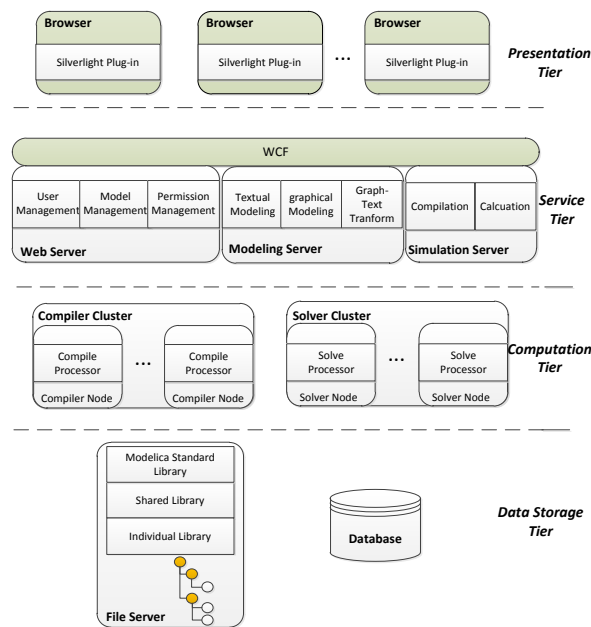 Browser
Browser
Browser
Silverlight Plug-in
Silverlight Plug-in
...
Silverlight Plug-in
Presentation
Tier
WCF
User
Management
Model
Management
Permission
Management
Textual
Modeling
graphical
Modeling
Graph-
Text
Tranform
Compilation
Calcuation
Service
Tier
Web Server
Modeling Server
Simulation Server
Compiler Cluster
Solver Cluster
Compile
Processor
...
Compile
Processor
Solve
Processor
...
Solve
Processor
Computation
Tier
Compiler Node
Compiler Node
Solver Node
Solver Node
Modelica Standard
Library
Shared Library
Individual Library
File Server
Database
Data Storage
Tier